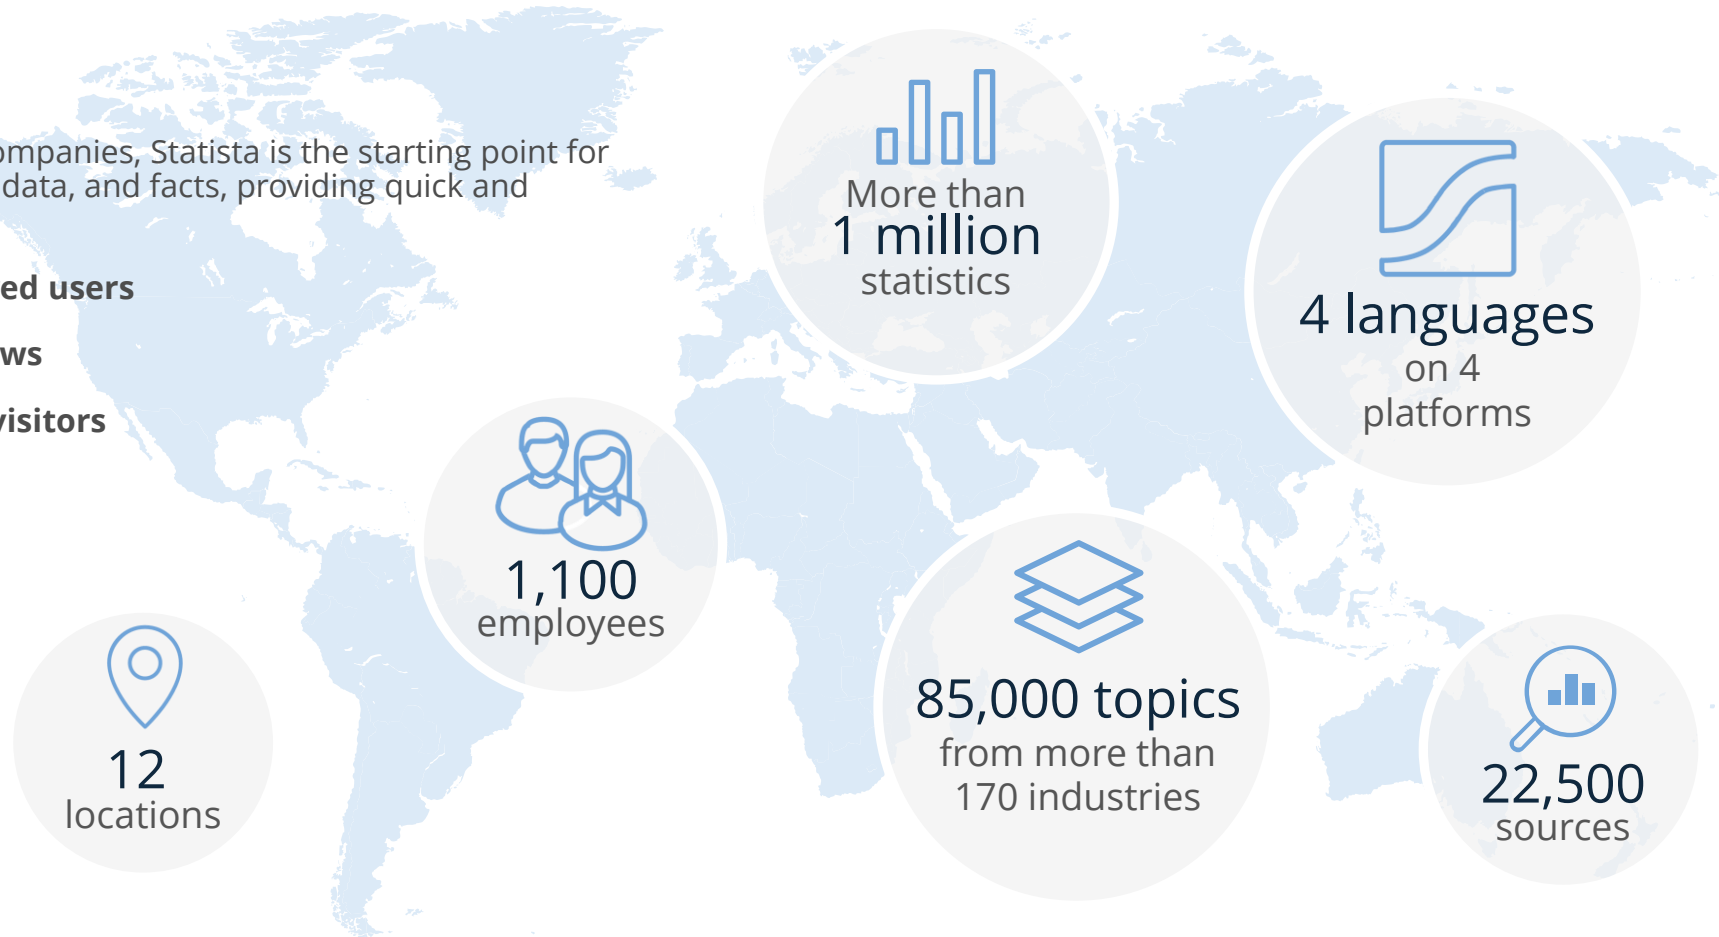 companies, Statista is the starting point for
data, and facts, providing quick and
ed users
ws
visitors
More than
1 million
statistics
4 languages
on 4
platforms
1,100
employees
85,000 topics
from more than
170 industries
12
locations
22,500
sources